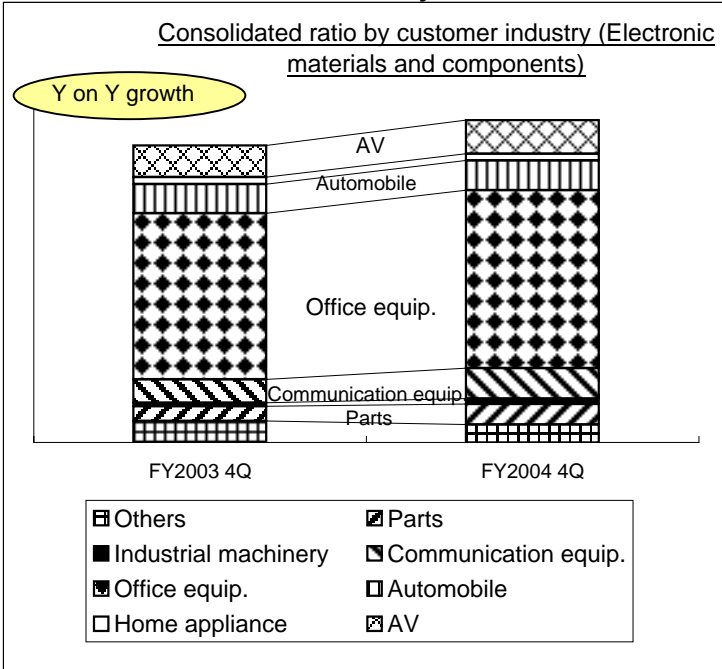 Consolidated ratio by customer industry (Electronic
materials and components)
Y on Y growth
AV
Automobile
Office equip.
Communication equip.
Parts
FY2003 4Q FY2004 4Q
Others Parts
Industrial machinery Communication equip.
Office equip. Automobile
Home appliance AV